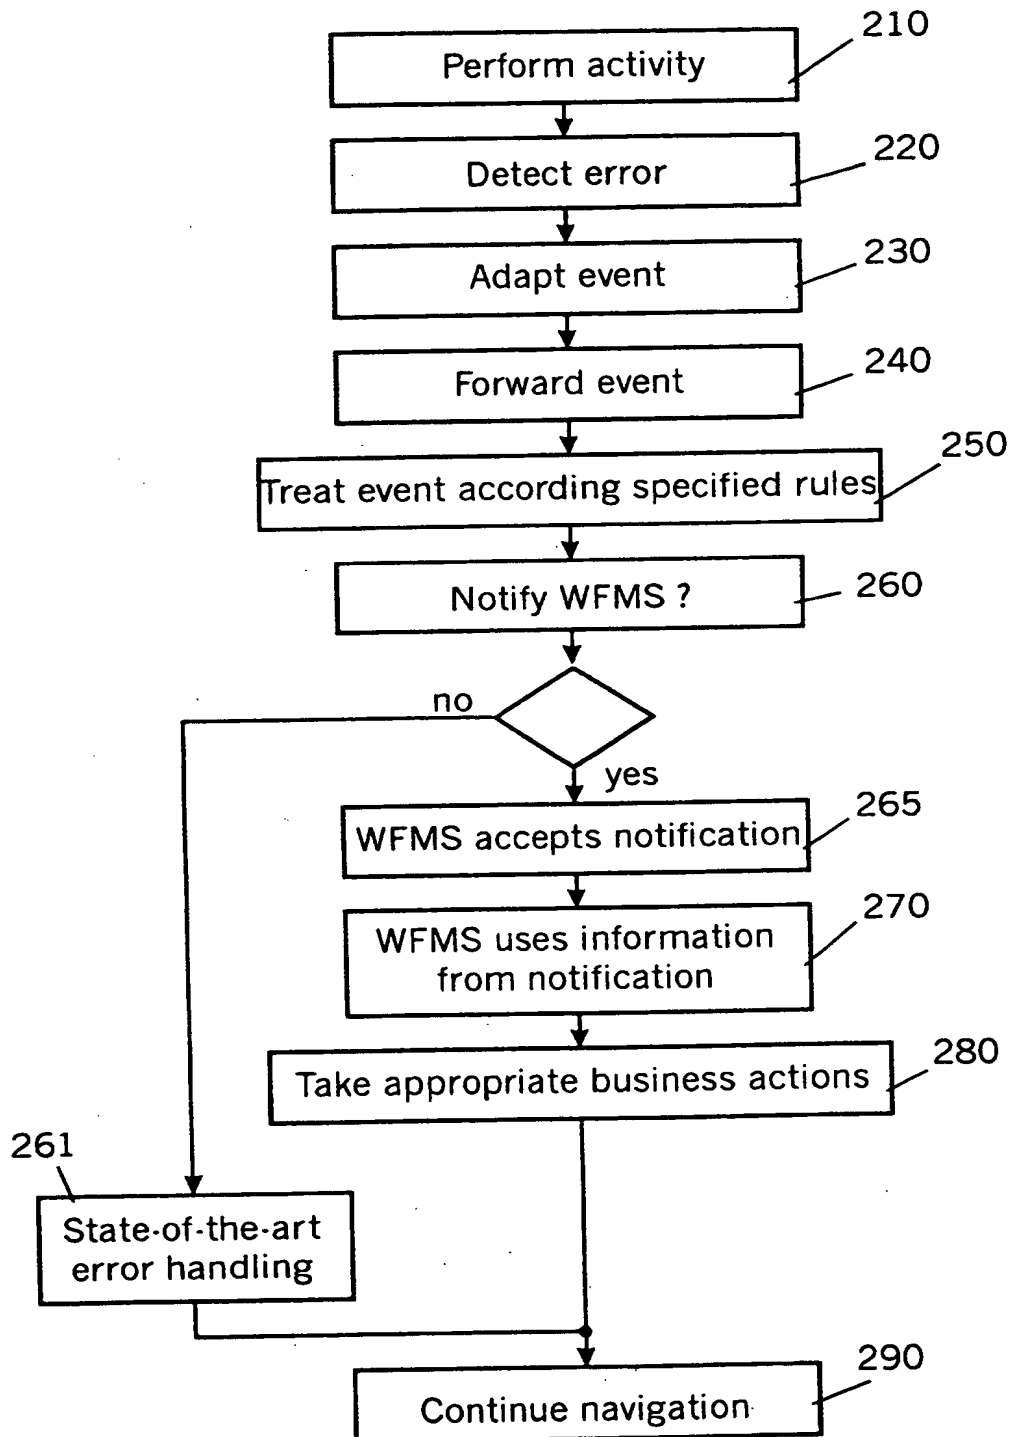 210
Perform activity
220
Detect error
230
Adapt event
240
Forward event
250
Treat event according specified rules
260
Notify WFMS ?
no
yes
265
WFMS accepts notification
270
WFMS uses information
from notification
280
Take appropriate business actions
261
State-of-the-art
error handling
290
Continue navigation